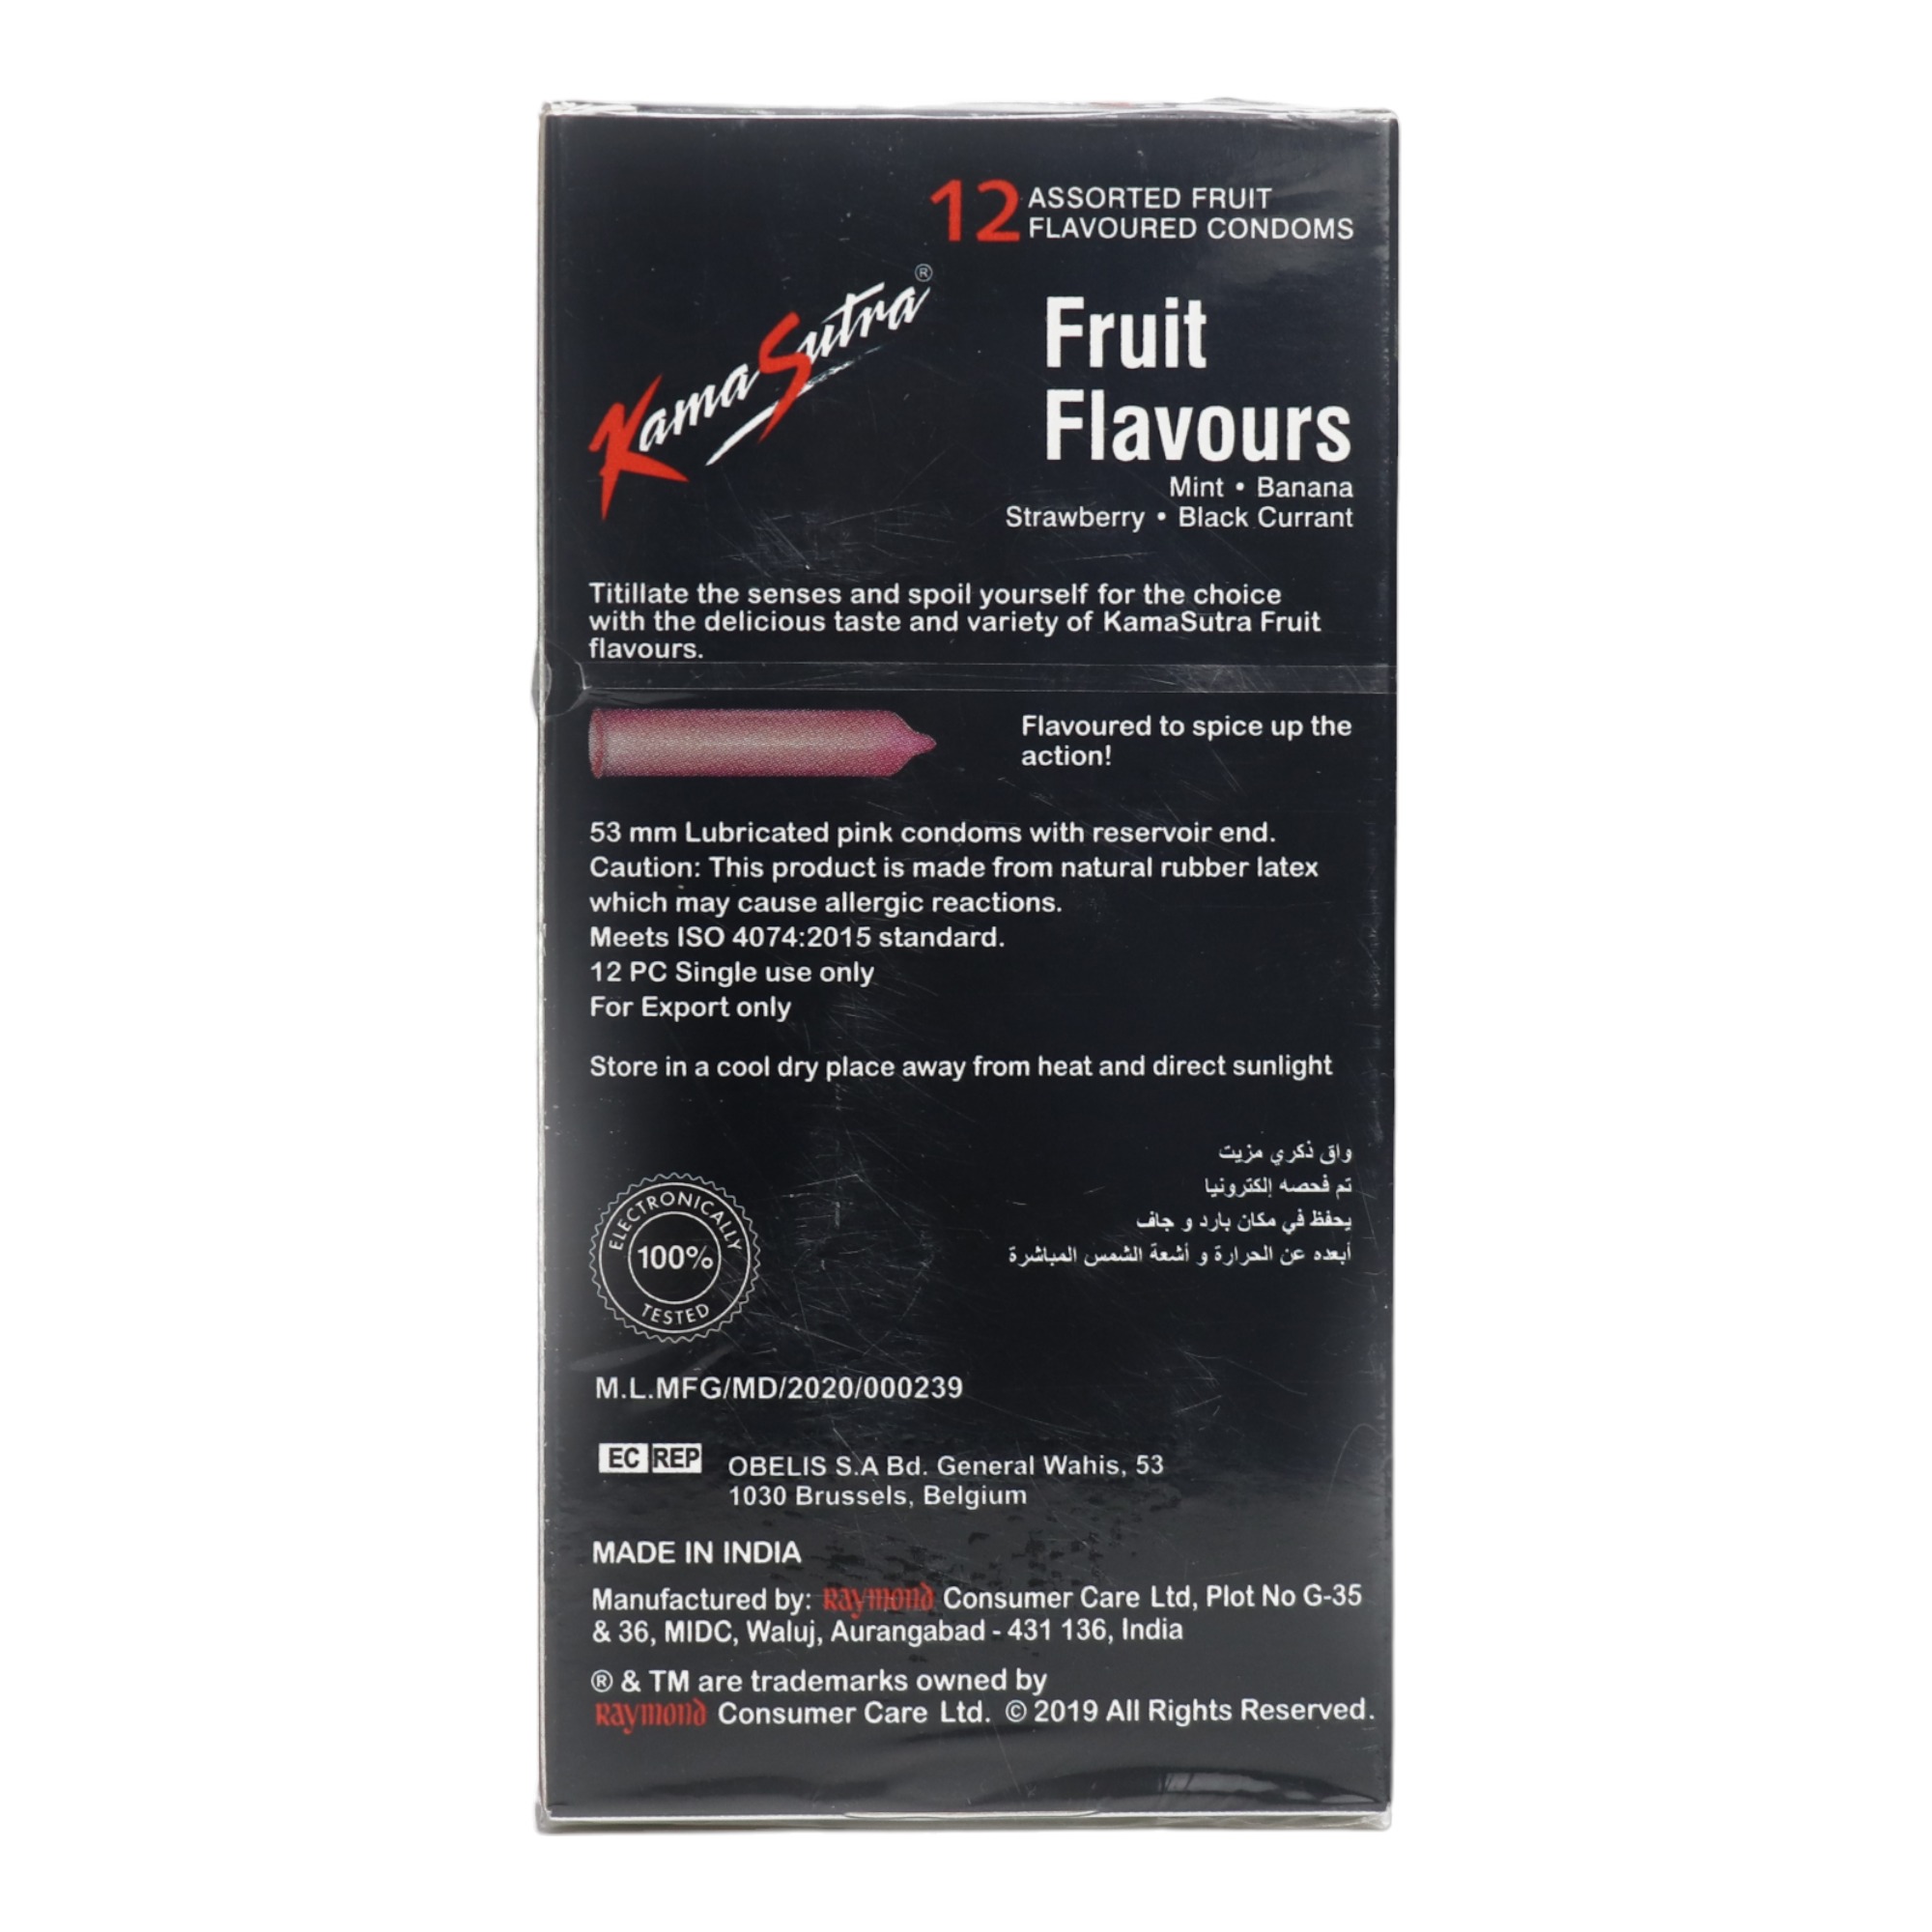 12 ASSORTED FRUIT
FLAVOURED CONDOMS
KamaSutra®
Fruit
Flavours
Mint • Banana
Strawberry • Black Currant
Titillate the senses and spoil yourself for the choice
with the delicious taste and variety of KamaSutra Fruit
flavours.
Flavoured to spice up the
action!
53 mm Lubricated pink condoms with reservoir end.
Caution: This product is made from natural rubber latex
which may cause allergic reactions.
Meets ISO 4074:2015 standard.
12 PC Single use only
For Export only
Store in a cool dry place away from heat and direct sunlight
واق ذكري مزيت
تم فحصه إلكترونيا
يحفظ في مكان بارد و جاف
أبعده عن الحرارة و أشعة الشمس المباشرة
ELECTRONICALLY
100%
TESTED
M.L.MFG/MD/2020/000239
EC REP
OBELIS S.A Bd. General Wahis, 53
1030 Brussels, Belgium
MADE IN INDIA
Manufactured by: Raymond Consumer Care Ltd, Plot No G-35
& 36, MIDC, Waluj, Aurangabad - 431 136, India
® & TM are trademarks owned by
Raymond Consumer Care Ltd. © 2019 All Rights Reserved.